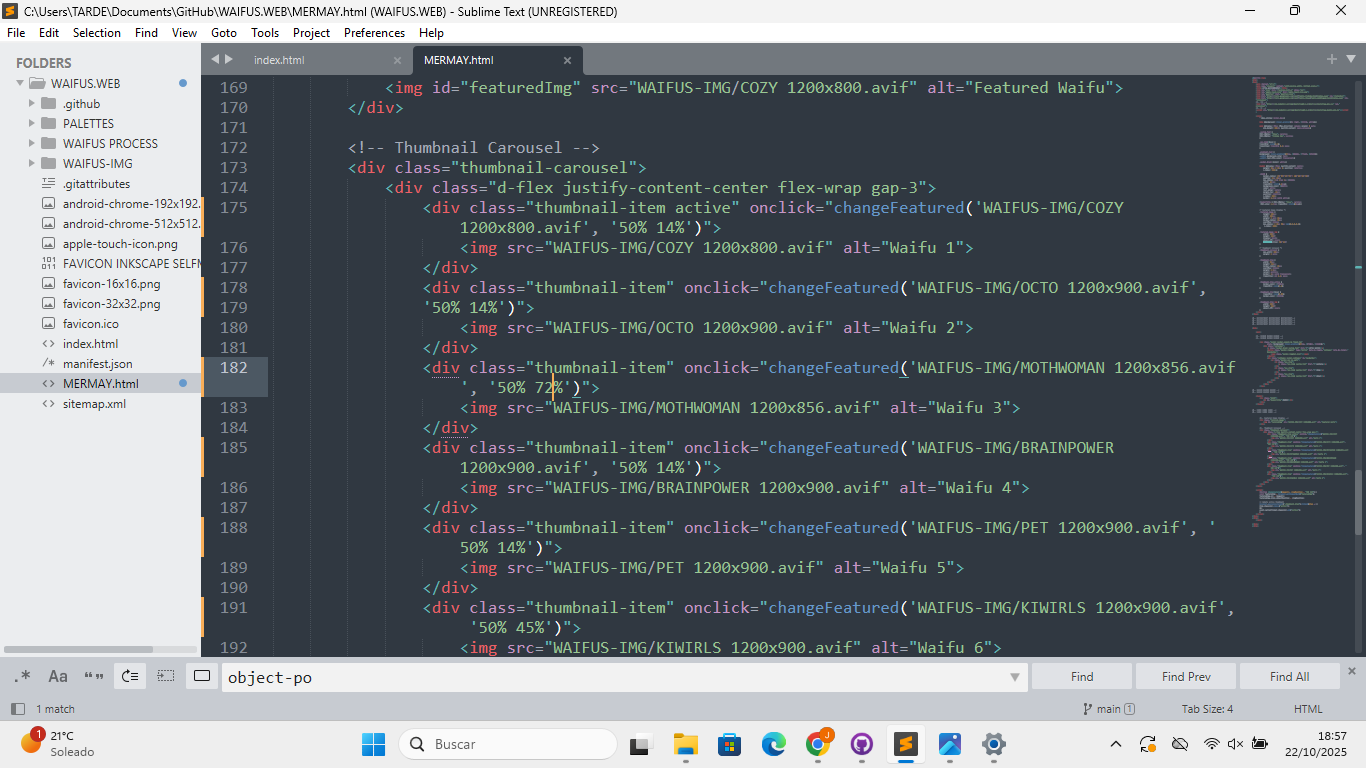 C:\Users\TARDE\Documents\GitHub\WAIFUS.WEB\MERMAY.html (WAIFUS.WEB) - Sublime Text (UNREGISTERED)
File Edit Selection Find View Goto Tools Project Preferences Help
FOLDERS
WAIFUS.WEB
.github
PALETTES
WAIFUS PROCESS
WAIFUS-IMG
.gitattributes
android-chrome-192x192.
android-chrome-512x512.
apple-touch-icon.png
FAVICON INKSCAPE SELFM
favicon-16x16.png
favicon-32x32.png
favicon.ico
index.html
manifest.json
MERMAY.html
sitemap.xml
index.html
MERMAY.html
169 <img id="featuredImg" src="WAIFUS-IMG/COZY 1200x800.avif" alt="Featured Waifu">
170 </div>
171
172 <!-- Thumbnail Carousel -->
173 <div class="thumbnail-carousel">
174 <div class="d-flex justify-content-center flex-wrap gap-3">
175 <div class="thumbnail-item active" onclick="changeFeatured('WAIFUS-IMG/COZY
1200x800.avif', '50% 14%')">
176 <img src="WAIFUS-IMG/COZY 1200x800.avif" alt="Waifu 1">
177 </div>
178 <div class="thumbnail-item" onclick="changeFeatured('WAIFUS-IMG/OCTO 1200x900.avif',
179 '50% 14%')">
180 <img src="WAIFUS-IMG/OCTO 1200x900.avif" alt="Waifu 2">
181 </div>
182 <div class="thumbnail-item" onclick="changeFeatured('WAIFUS-IMG/MOTHWOMAN 1200x856.avif
', '50% 72%')">
183 <img src="WAIFUS-IMG/MOTHWOMAN 1200x856.avif" alt="Waifu 3">
184 </div>
185 <div class="thumbnail-item" onclick="changeFeatured('WAIFUS-IMG/BRAINPOWER
1200x900.avif', '50% 14%')">
186 <img src="WAIFUS-IMG/BRAINPOWER 1200x900.avif" alt="Waifu 4">
187 </div>
188 <div class="thumbnail-item" onclick="changeFeatured('WAIFUS-IMG/PET 1200x900.avif', '
50% 14%')">
189 <img src="WAIFUS-IMG/PET 1200x900.avif" alt="Waifu 5">
190 </div>
191 <div class="thumbnail-item" onclick="changeFeatured('WAIFUS-IMG/KIWIRLS 1200x900.avif',
'50% 45%')">
192 <img src="WAIFUS-IMG/KIWIRLS 1200x900.avif" alt="Waifu 6">
.* Aa “” object-po Find Find Prev Find All
1 match main 1 Tab Size: 4 HTML
1 21°C
Soleado
Buscar
J
18:57
22/10/2025